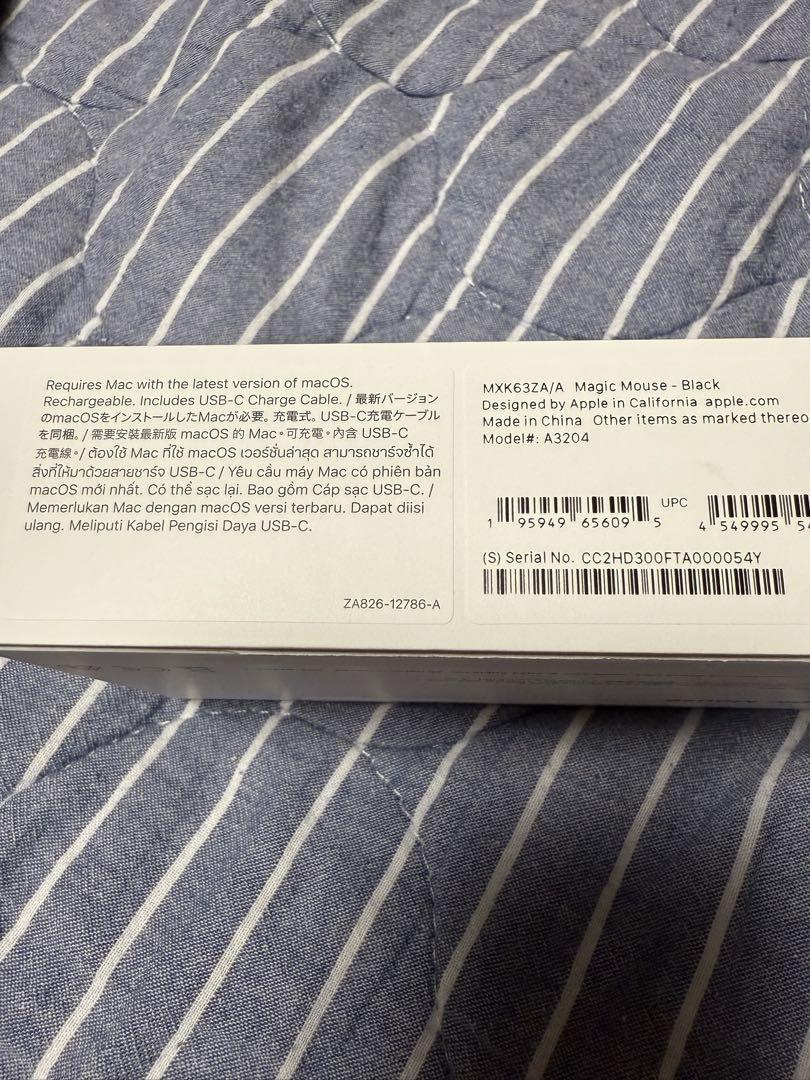 Requires Mac with the latest version of macOS.
Rechargeable. Includes USB-C Charge Cable. / 最新バージョン
のmacOSをインストールしたMacが必要。充電式。USB-C充電ケーブル
を同梱。/ 需要安裝最新版 macOS 的 Mac。可充電。內含 USB-C
充電線。/ ต้องใช้ Mac ที่ใช้ macOS เวอร์ชั่นล่าสุด สามารถชาร์จซ้ำได้
สิ่งที่ให้มาด้วยสายชาร์จ USB-C / Yêu cầu máy Mac có phiên bản
macOS mới nhất. Có thể sạc lại. Bao gồm Cáp sạc USB-C. /
Memerlukan Mac dengan macOS versi terbaru. Dapat diisi
ulang. Meliputi Kabel Pengisi Daya USB-C.
ZA826-12786-A
MXK63ZA/A Magic Mouse - Black
Designed by Apple in California apple.com
Made in China Other items as marked thereo
Model#: A3204
1 95949 65609 5 UPC
4 549995 54
(S) Serial No. CC2HD300FTA000054Y